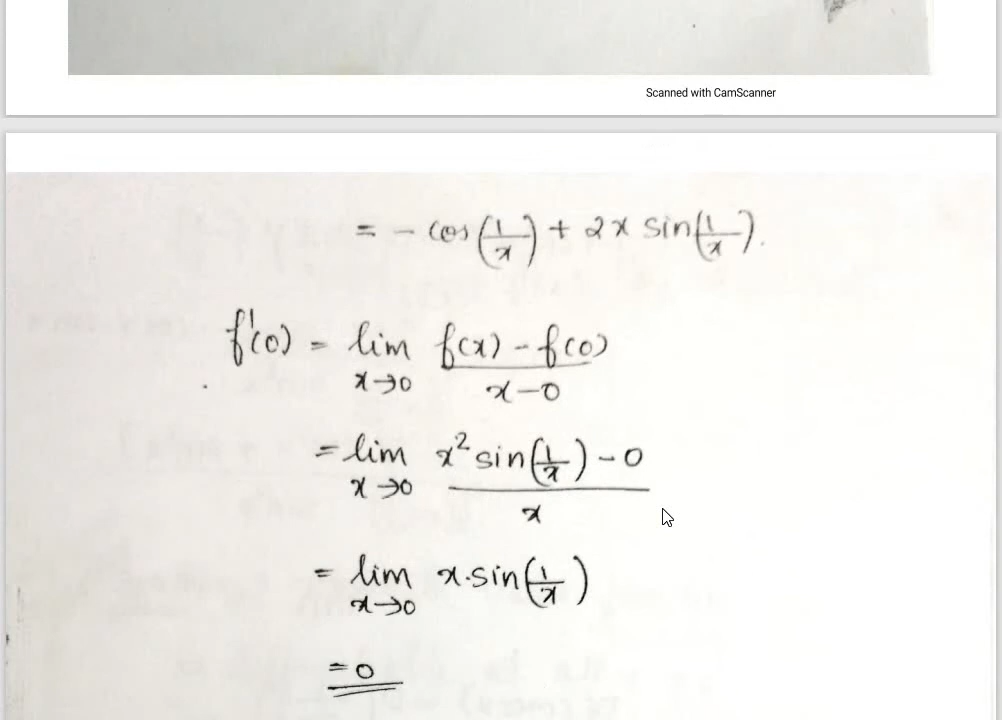 Scanned with CamScanner
= - cos(1/x) + 2x sin(1/x).
f'(0) = lim x→0 f(x) - f(0) / x-0
= lim x→0 x² sin(1/x) - 0 / x
= lim x→0 x·sin(1/x)
= 0